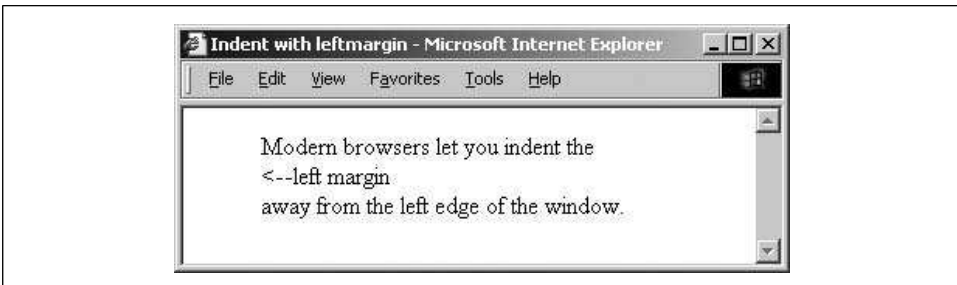 Indent with leftmargin - Microsoft Internet Explorer
File Edit View Favorites Tools Help
Modern browsers let you indent the
<--left margin
away from the left edge of the window.